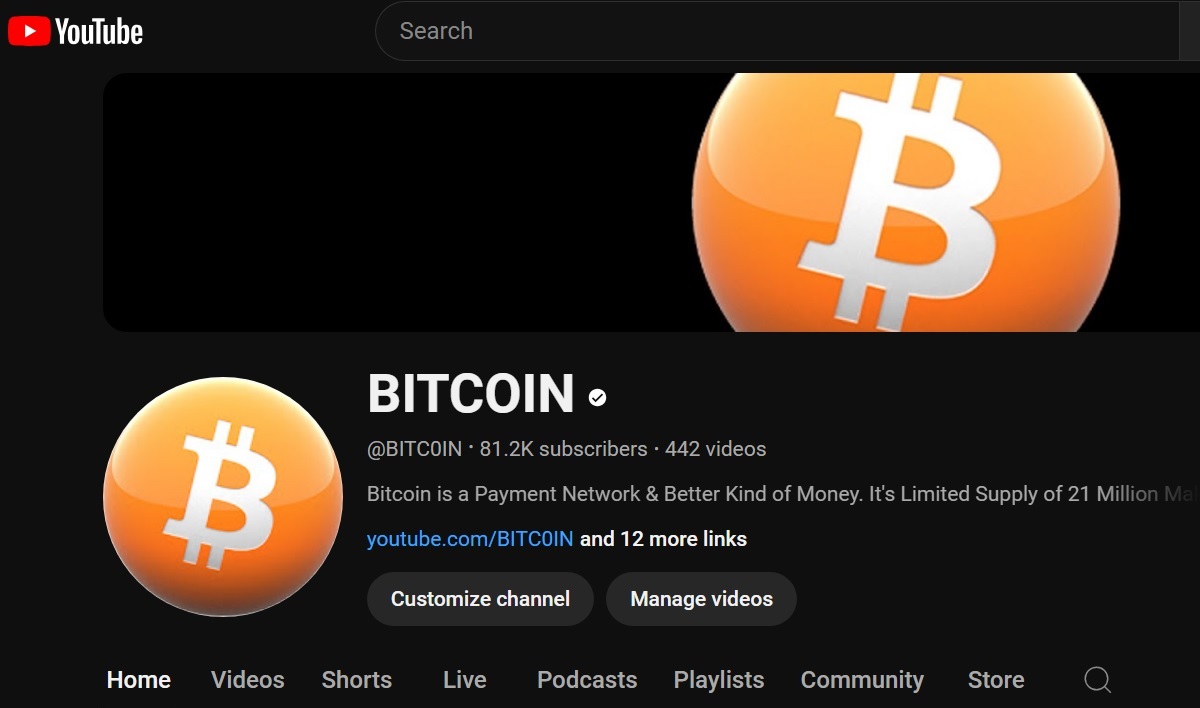 YouTube
Search
BITCOIN
@BITC0IN · 81.2K subscribers · 442 videos
Bitcoin is a Payment Network & Better Kind of Money. It's Limited Supply of 21 Million
youtube.com/BITC0IN and 12 more links
Customize channel Manage videos
Home Videos Shorts Live Podcasts Playlists Community Store